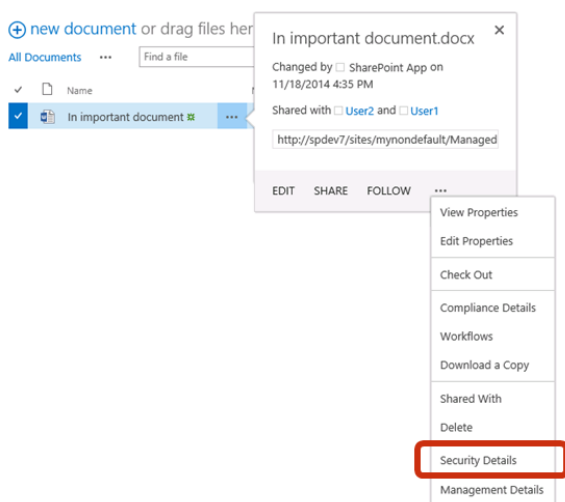 new document or drag files her
All Documents ... Find a file
Name
In important document ...
In important document.docx
Changed by SharePoint App on
11/18/2014 4:35 PM
Shared with User2 and User1
http://spdev7/sites/mynondefault/Managed
EDIT SHARE FOLLOW ...
View Properties
Edit Properties
Check Out
Compliance Details
Workflows
Download a Copy
Shared With
Delete
Security Details
Management Details